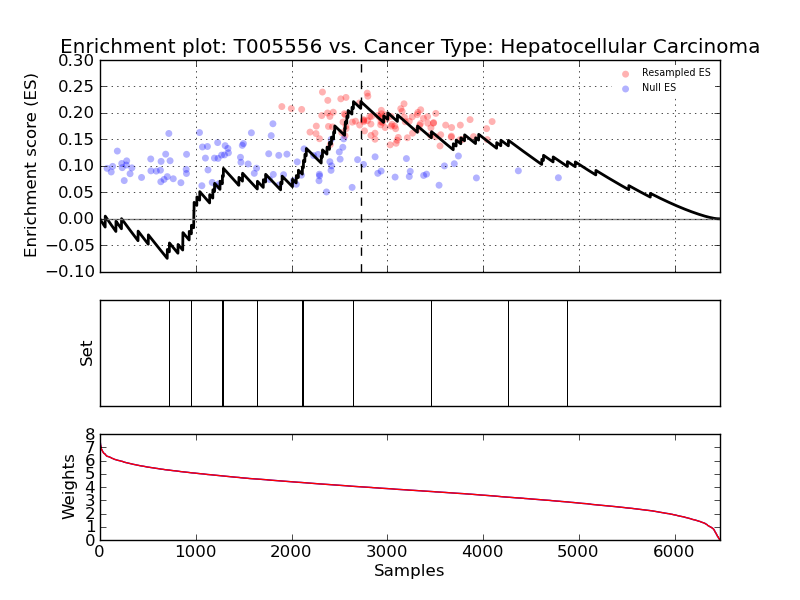 Enrichment plot: T005556 vs. Cancer Type: Hepatocellular Carcinoma
Enrichment score (ES)
0.30
0.25
0.20
0.15
0.10
0.05
0.00
−0.05
−0.10
Resampled ES
Null ES
Set
Weights
8
7
6
5
4
3
2
1
0
0 1000 2000 3000 4000 5000 6000
Samples